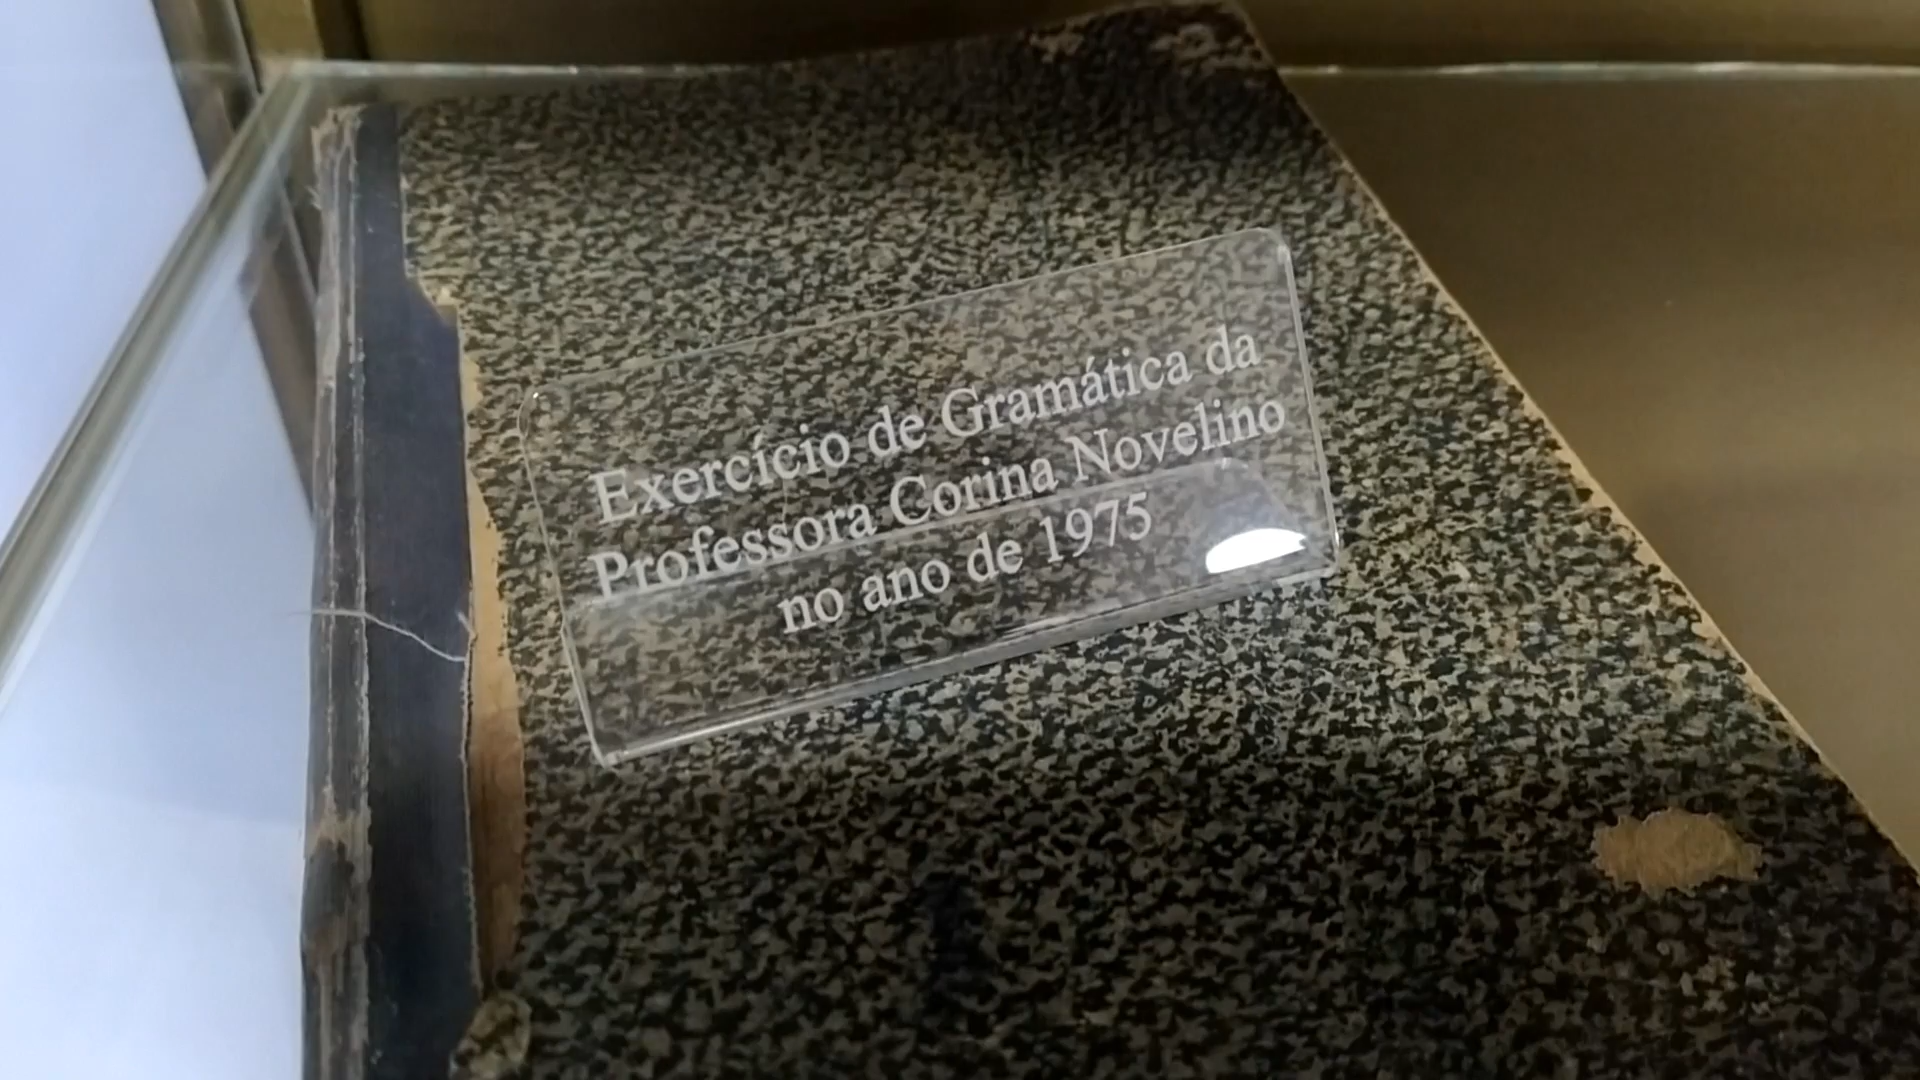 Exercício de Gramática da
Professora Corina Novelino
no ano de 1975